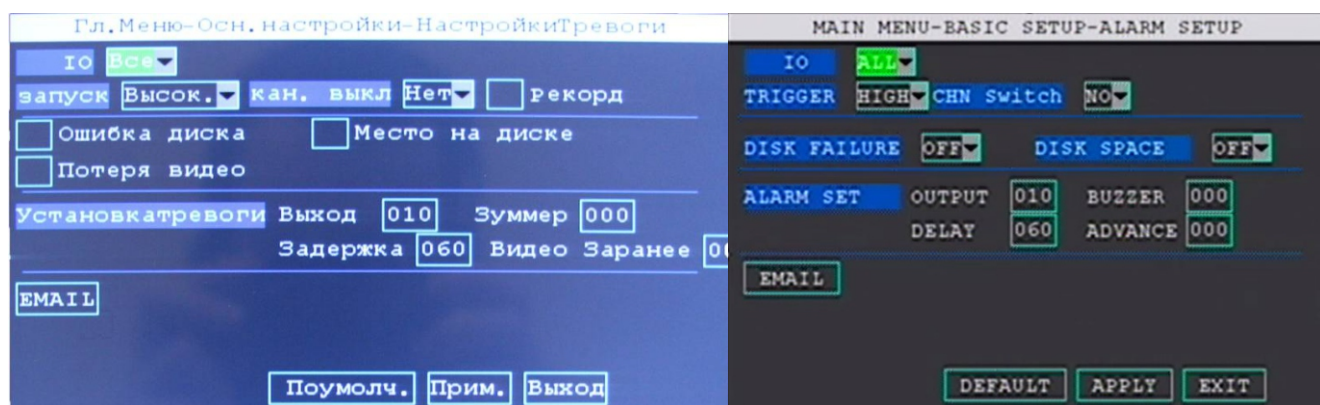 Гл.Меню-Осн.настройки-НастройкиТревоги
IO Все
запуск Высок. кан. выкл Нет Рекорд
Ошибка диска Место на диске
Потеря видео
Установкатревоги Выход 010 Зуммер 000
Задержка 060 Видео Заранее
EMAIL
Поумолч. Прим. Выход
MAIN MENU-BASIC SETUP-ALARM SETUP
IO ALL
TRIGGER HIGH CHN Switch NO
DISK FAILURE OFF DISK SPACE OFF
ALARM SET OUTPUT 010 BUZZER 000
DELAY 060 ADVANCE 000
EMAIL
DEFAULT APPLY EXIT